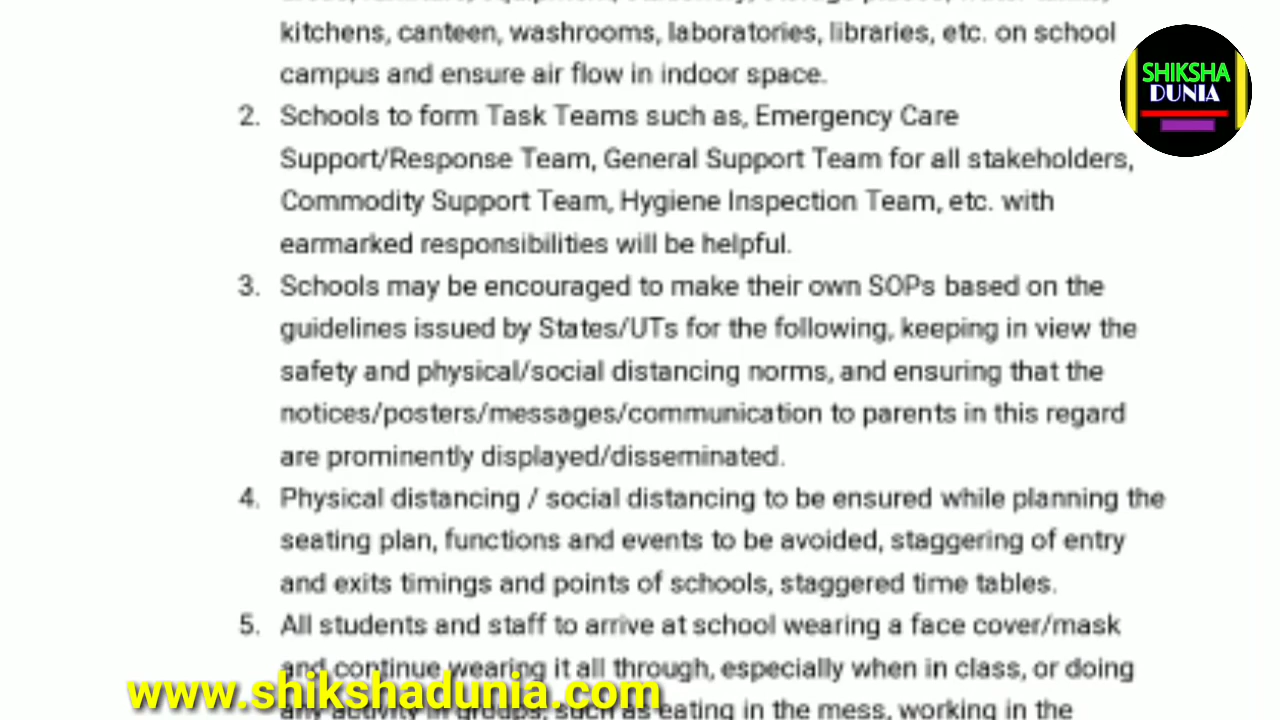 kitchens, canteen, washrooms, laboratories, libraries, etc. on school
campus and ensure air flow in indoor space.
2. Schools to form Task Teams such as, Emergency Care
Support/Response Team, General Support Team for all stakeholders,
Commodity Support Team, Hygiene Inspection Team, etc. with
earmarked responsibilities will be helpful.
3. Schools may be encouraged to make their own SOPs based on the
guidelines issued by States/UTs for the following, keeping in view the
safety and physical/social distancing norms, and ensuring that the
notices/posters/messages/communication to parents in this regard
are prominently displayed/disseminated.
4. Physical distancing / social distancing to be ensured while planning the
seating plan, functions and events to be avoided, staggering of entry
and exits timings and points of schools, staggered time tables.
5. All students and staff to arrive at school wearing a face cover/mask
and continue wearing it all through, especially when in class, or doing
any activity in groups, such as eating in the mess, working in the
SHIKSHA
DUNIA
www.shikshadunia.com